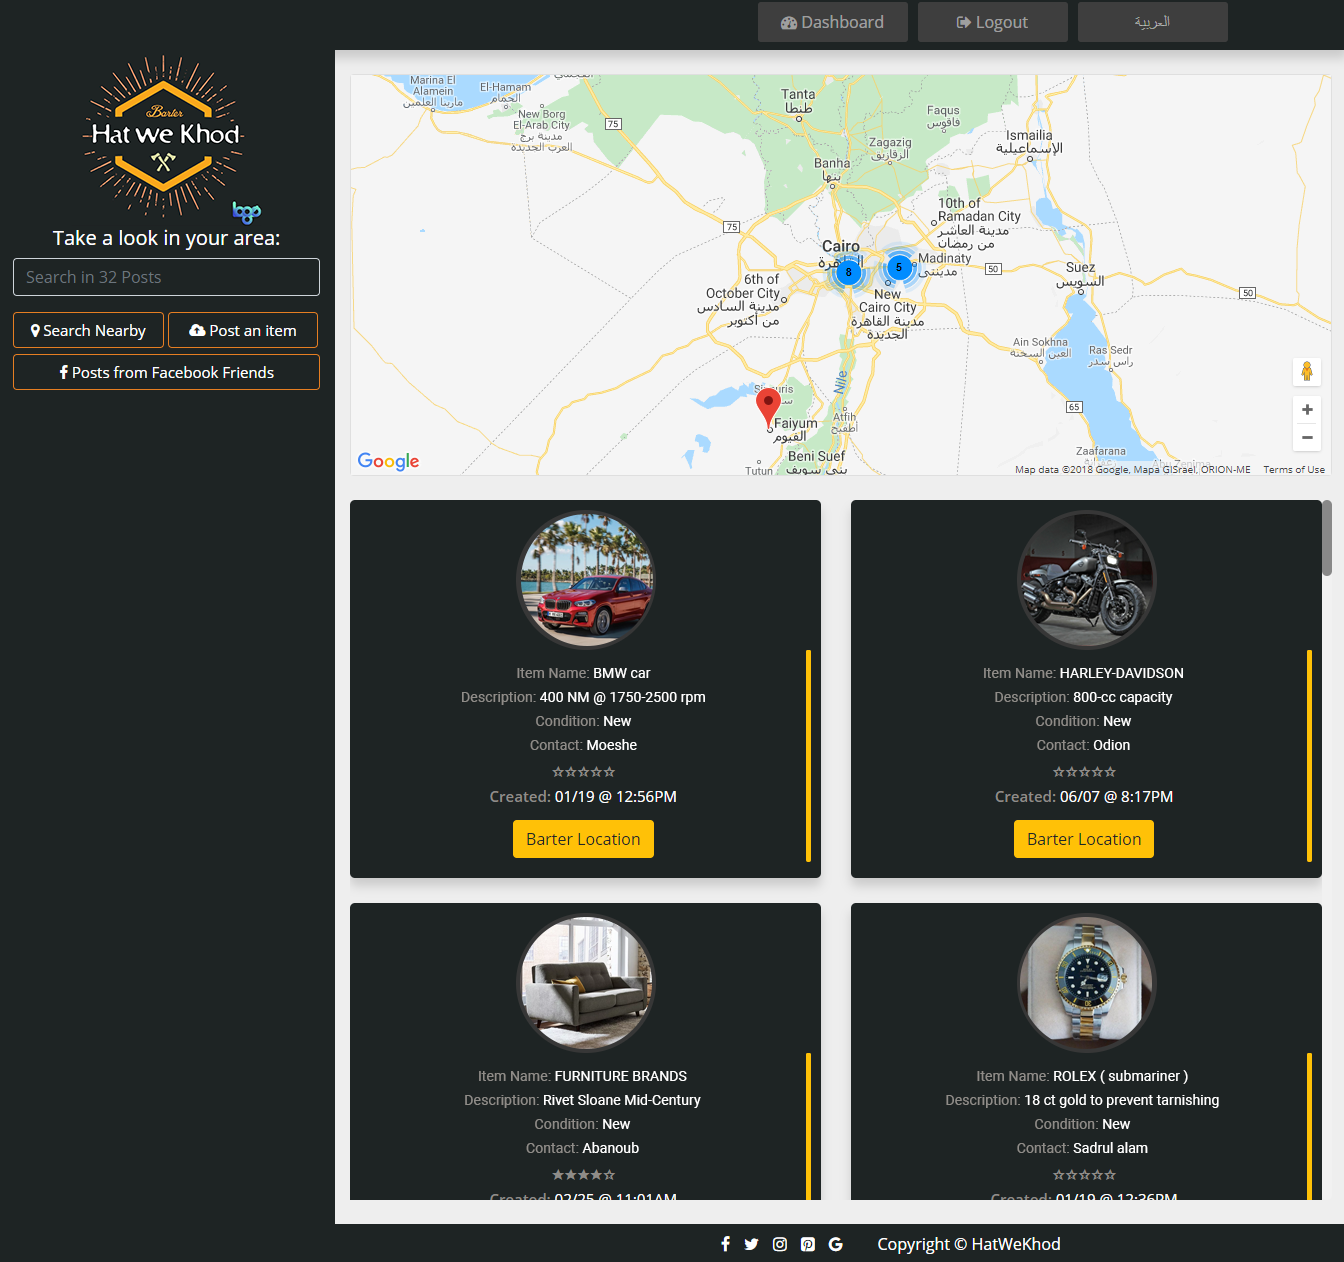 Dashboard
Logout
العربية
Barter
Hat We Khod
bgo
Take a look in your area:
Search in 32 Posts
Search Nearby
Post an item
Posts from Facebook Friends
Marina El
Alamein
مارينا العلمين
El-Hamam
الحمام
New Borg
El-Arab City
مدينة برج
العرب الجديدة
75
Tanta
طنطا
Faqus
فاقوس
Zagazig
الزقازيق
Ismailia
الإسماعيلية
Banha
بنها
10th of
Ramadan City
مدينة العاشر
من رمضان
75
Cairo
8
5
Madinaty
مدينتي
50
Suez
السويس
50
6th of
October City
مدينة السادس
من أكتوبر
New
Cairo City
مدينة القاهرة
الجديدة
Ain Sokhna
العين السخنة
Ras Sedr
راس سدر
Nile
65
Atfih
أطفيح
Faiyum
الفيوم
Beni Suef
بني سويف
Tutun
Zaafarana
Google
Map data ©2018 Google, Mapa GISrael, ORION-ME
Terms of Use
Item Name: BMW car
Description: 400 NM @ 1750-2500 rpm
Condition: New
Contact: Moeshe
Created: 01/19 @ 12:56PM
Barter Location
Item Name: HARLEY-DAVIDSON
Description: 800-cc capacity
Condition: New
Contact: Odion
Created: 06/07 @ 8:17PM
Barter Location
Item Name: FURNITURE BRANDS
Description: Rivet Sloane Mid-Century
Condition: New
Contact: Abanoub
Created: 02/25 @ 11:01AM
Item Name: ROLEX ( submariner )
Description: 18 ct gold to prevent tarnishing
Condition: New
Contact: Sadrul alam
Created: 01/19 @ 12:36PM
Copyright © HatWeKhod